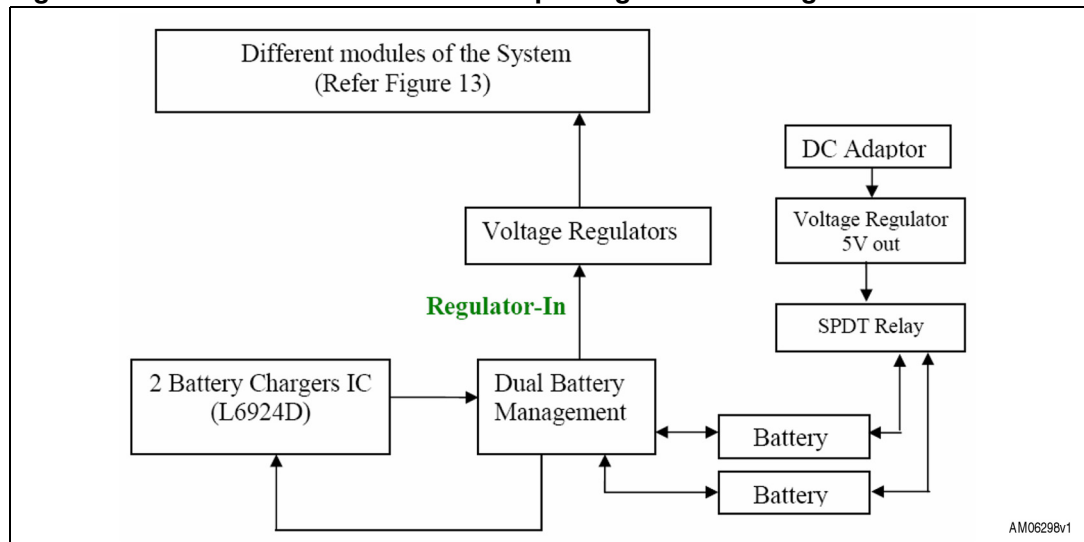 Different modules of the System
(Refer Figure 13)
DC Adaptor
Voltage Regulators
Voltage Regulator
5V out
Regulator-In
SPDT Relay
2 Battery Chargers IC
(L6924D)
Dual Battery
Management
Battery
Battery
AM06298v1